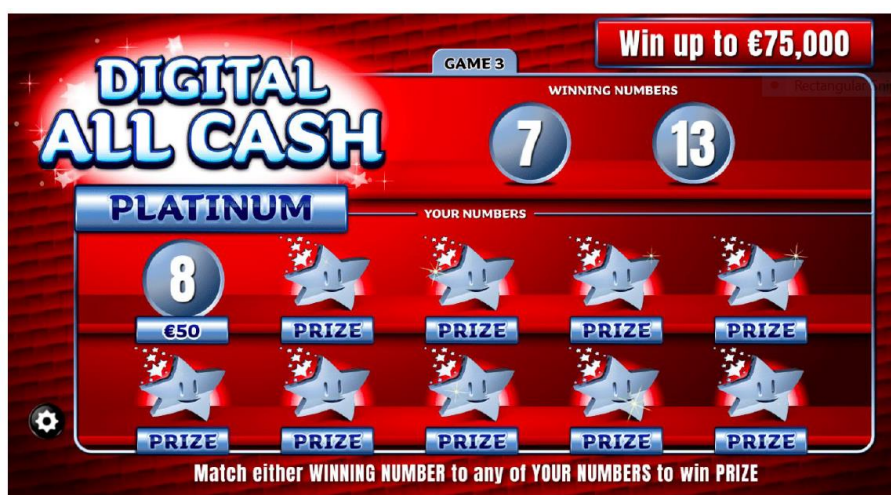 Win up to €75,000
DIGITAL
ALL CASH
PLATINUM
GAME 3
WINNING NUMBERS
7 13
YOUR NUMBERS
8
€50 PRIZE PRIZE PRIZE PRIZE
PRIZE PRIZE PRIZE PRIZE PRIZE
Match either WINNING NUMBER to any of YOUR NUMBERS to win PRIZE